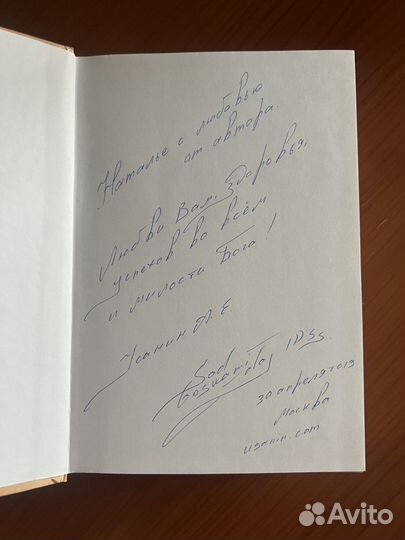 Наталье с любовью
от автора.
Любви Вам, Здоровья,
успехов во всём
и милости Бога!
Усанин А. Е.
Goswami
30 апреля 2019
Москва
usanin.com
Avito